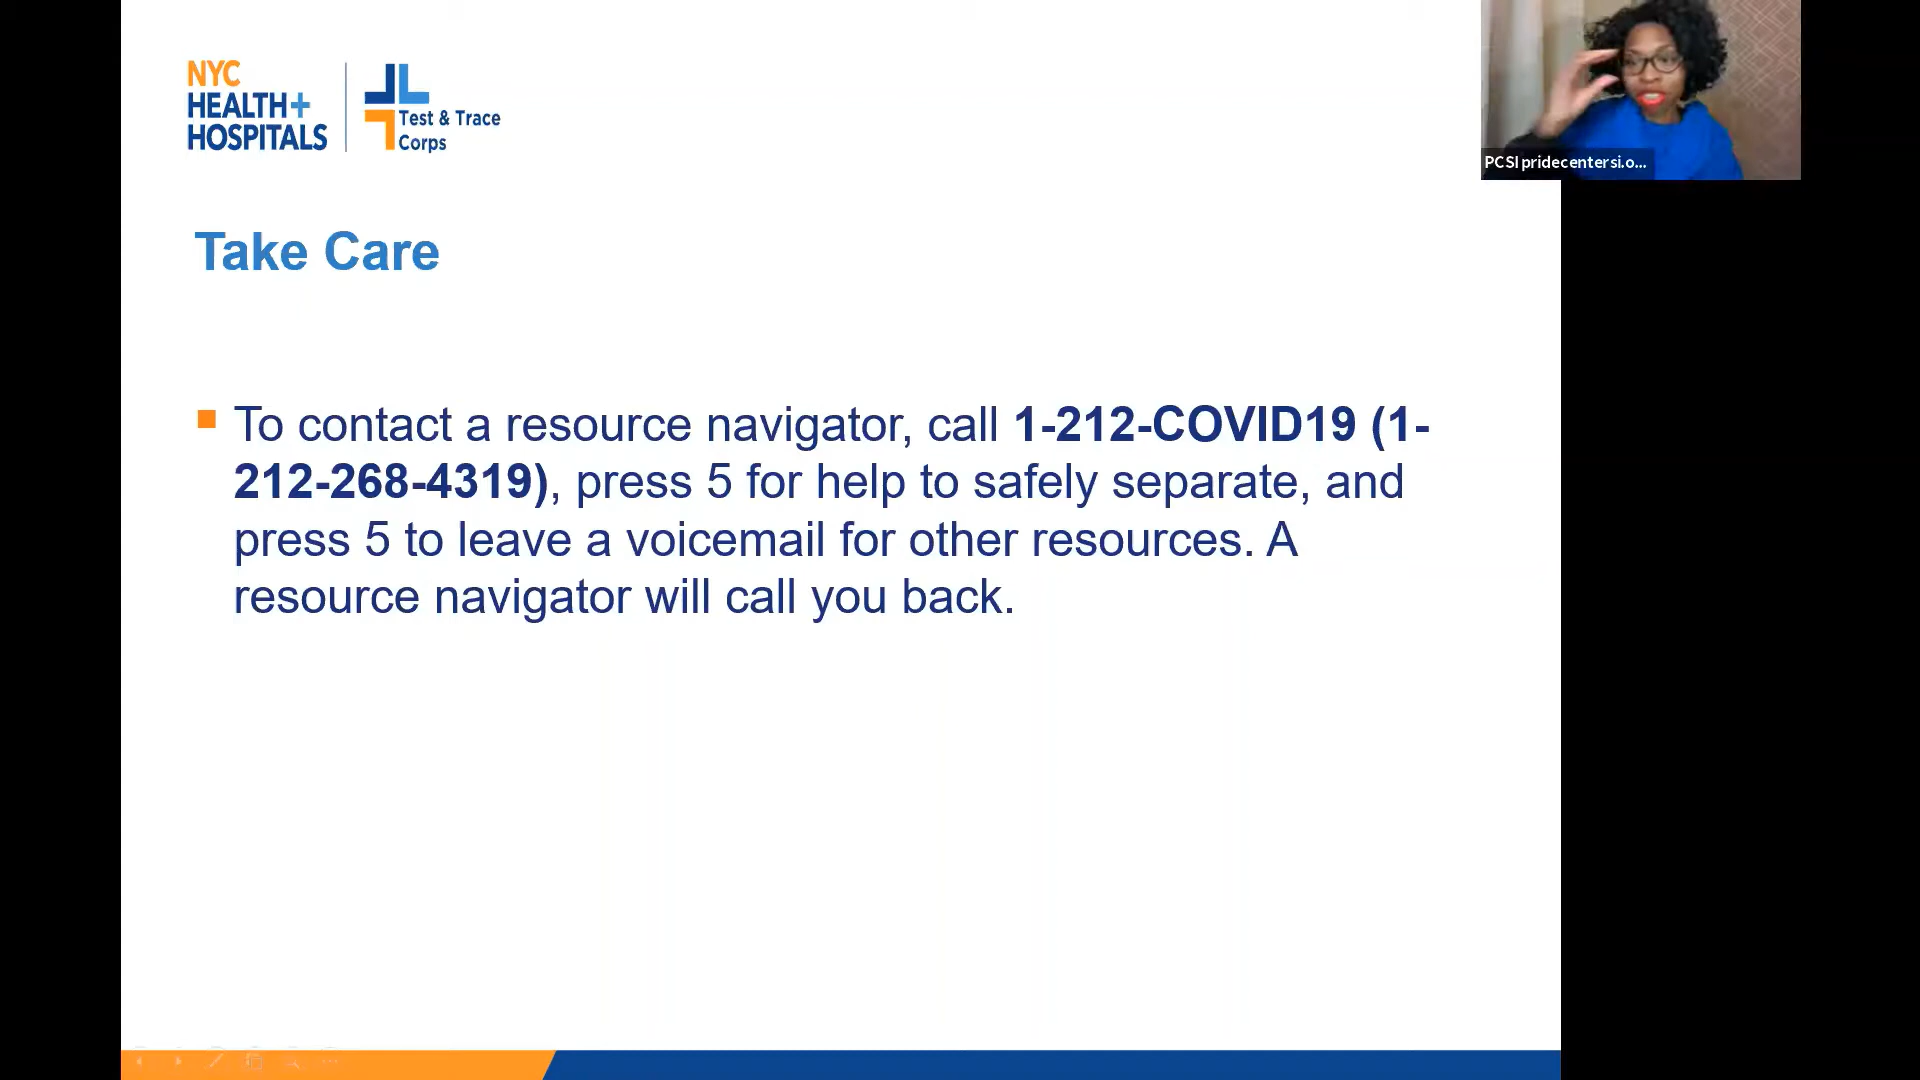 NYC
HEALTH+
HOSPITALS
Test & Trace
Corps
PCSI pridecentersi.o...
Take Care
To contact a resource navigator, call 1-212-COVID19 (1-
212-268-4319), press 5 for help to safely separate, and
press 5 to leave a voicemail for other resources. A
resource navigator will call you back.